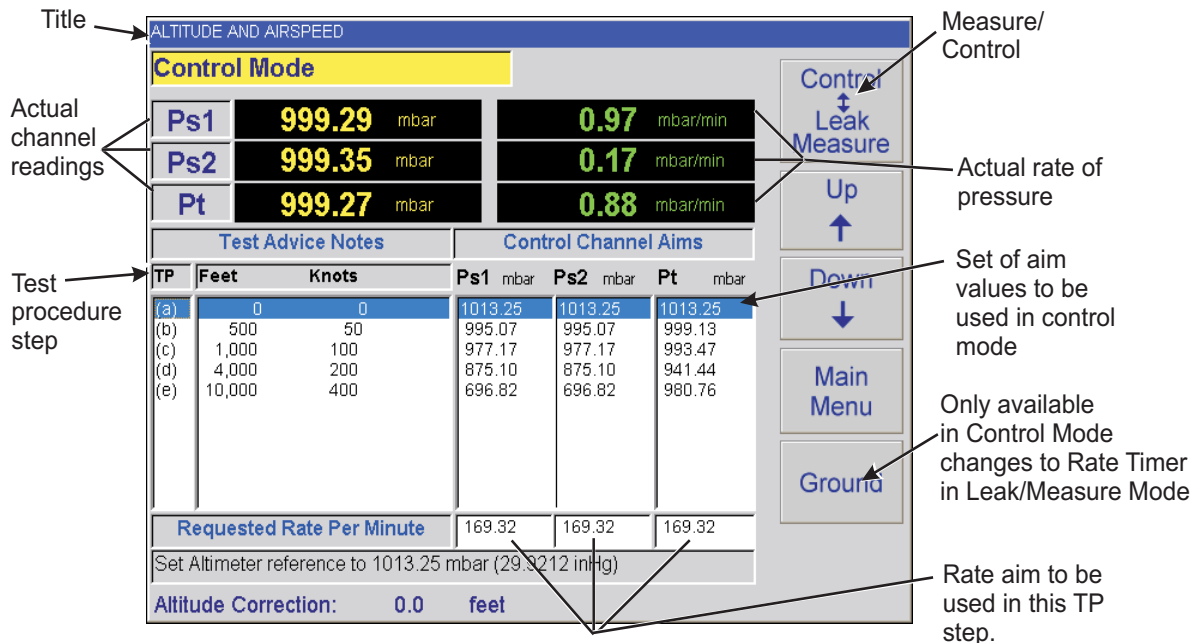 Title
ALTITUDE AND AIRSPEED
Measure/
Control
Control Mode
Control
↕
Leak
Measure
Actual
channel
readings
Ps1 999.29 mbar 0.97 mbar/min
Ps2 999.35 mbar 0.17 mbar/min
Pt 999.27 mbar 0.88 mbar/min
Actual rate of
pressure
Up
↑
Test Advice Notes Control Channel Aims
Test
procedure
step
TP Feet Knots Ps1 mbar Ps2 mbar Pt mbar
(a) 0 0 1013.25 1013.25 1013.25
(b) 500 50 995.07 995.07 999.13
(c) 1,000 100 977.17 977.17 993.47
(d) 4,000 200 875.10 875.10 941.44
(e) 10,000 400 696.82 696.82 980.76
Down
↓
Set of aim
values to be
used in control
mode
Main
Menu
Ground
Only available
in Control Mode
changes to Rate Timer
in Leak/Measure Mode
Requested Rate Per Minute 169.32 169.32 169.32
Set Altimeter reference to 1013.25 mbar (29.9212 inHg)
Altitude Correction: 0.0 feet
Rate aim to be
used in this TP
step.